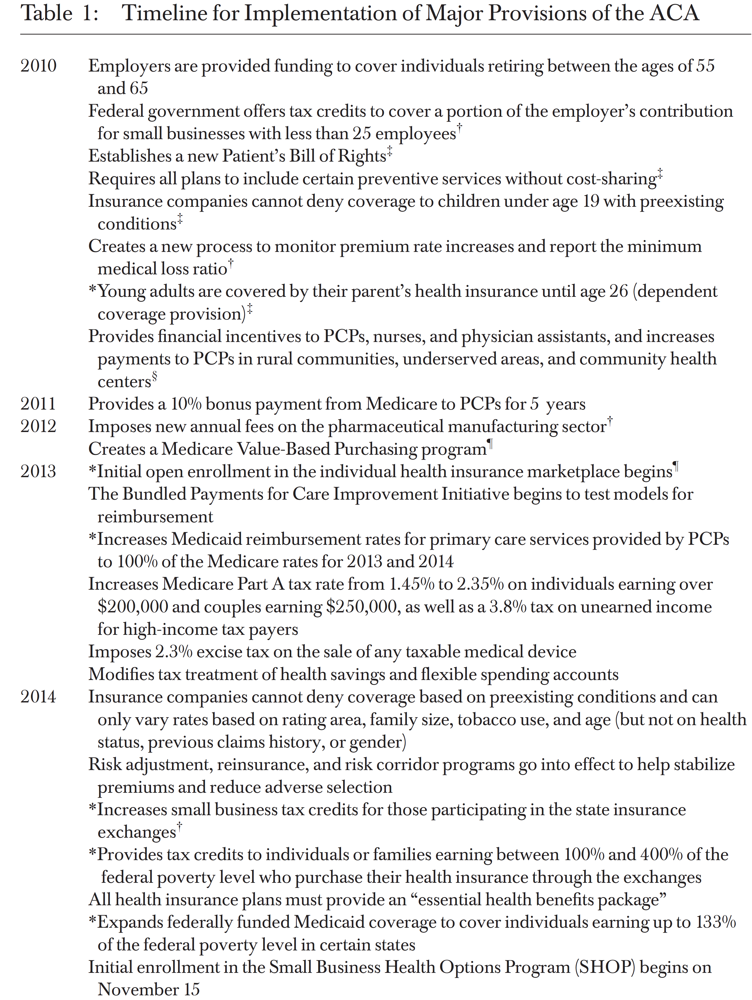 Table 1: Timeline for Implementation of Major Provisions of the ACA
2010 Employers are provided funding to cover individuals retiring between the ages of 55
and 65
Federal government offers tax credits to cover a portion of the employer’s contribution
for small businesses with less than 25 employees†
Establishes a new Patient’s Bill of Rights‡
Requires all plans to include certain preventive services without cost-sharing‡
Insurance companies cannot deny coverage to children under age 19 with preexisting
conditions‡
Creates a new process to monitor premium rate increases and report the minimum
medical loss ratio†
*Young adults are covered by their parent’s health insurance until age 26 (dependent
coverage provision)‡
Provides financial incentives to PCPs, nurses, and physician assistants, and increases
payments to PCPs in rural communities, underserved areas, and community health
centers§
2011 Provides a 10% bonus payment from Medicare to PCPs for 5 years
2012 Imposes new annual fees on the pharmaceutical manufacturing sector†
Creates a Medicare Value-Based Purchasing program¶
2013 *Initial open enrollment in the individual health insurance marketplace begins¶
The Bundled Payments for Care Improvement Initiative begins to test models for
reimbursement
*Increases Medicaid reimbursement rates for primary care services provided by PCPs
to 100% of the Medicare rates for 2013 and 2014
Increases Medicare Part A tax rate from 1.45% to 2.35% on individuals earning over
$200,000 and couples earning $250,000, as well as a 3.8% tax on unearned income
for high-income tax payers
Imposes 2.3% excise tax on the sale of any taxable medical device
Modifies tax treatment of health savings and flexible spending accounts
2014 Insurance companies cannot deny coverage based on preexisting conditions and can
only vary rates based on rating area, family size, tobacco use, and age (but not on health
status, previous claims history, or gender)
Risk adjustment, reinsurance, and risk corridor programs go into effect to help stabilize
premiums and reduce adverse selection
*Increases small business tax credits for those participating in the state insurance
exchanges†
*Provides tax credits to individuals or families earning between 100% and 400% of the
federal poverty level who purchase their health insurance through the exchanges
All health insurance plans must provide an “essential health benefits package”
*Expands federally funded Medicaid coverage to cover individuals earning up to 133%
of the federal poverty level in certain states
Initial enrollment in the Small Business Health Options Program (SHOP) begins on
November 15